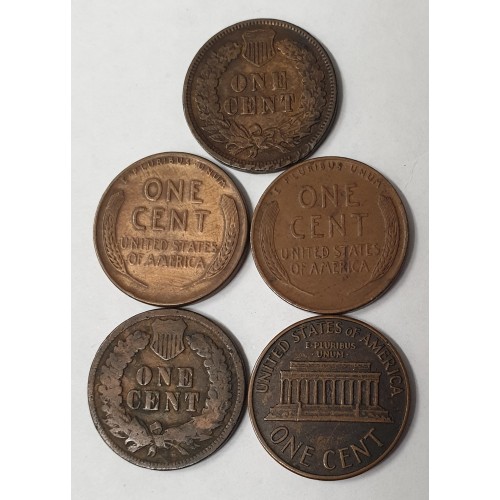 ONE
CENT
E PLURIBUS UNUM
ONE
CENT
UNITED STATES
OF AMERICA
E PLURIBUS UNUM
ONE
CENT
UNITED STATES
OF AMERICA
ONE
CENT
UNITED STATES OF AMERICA
E·PLURIBUS
·UNUM·
ONE CENT